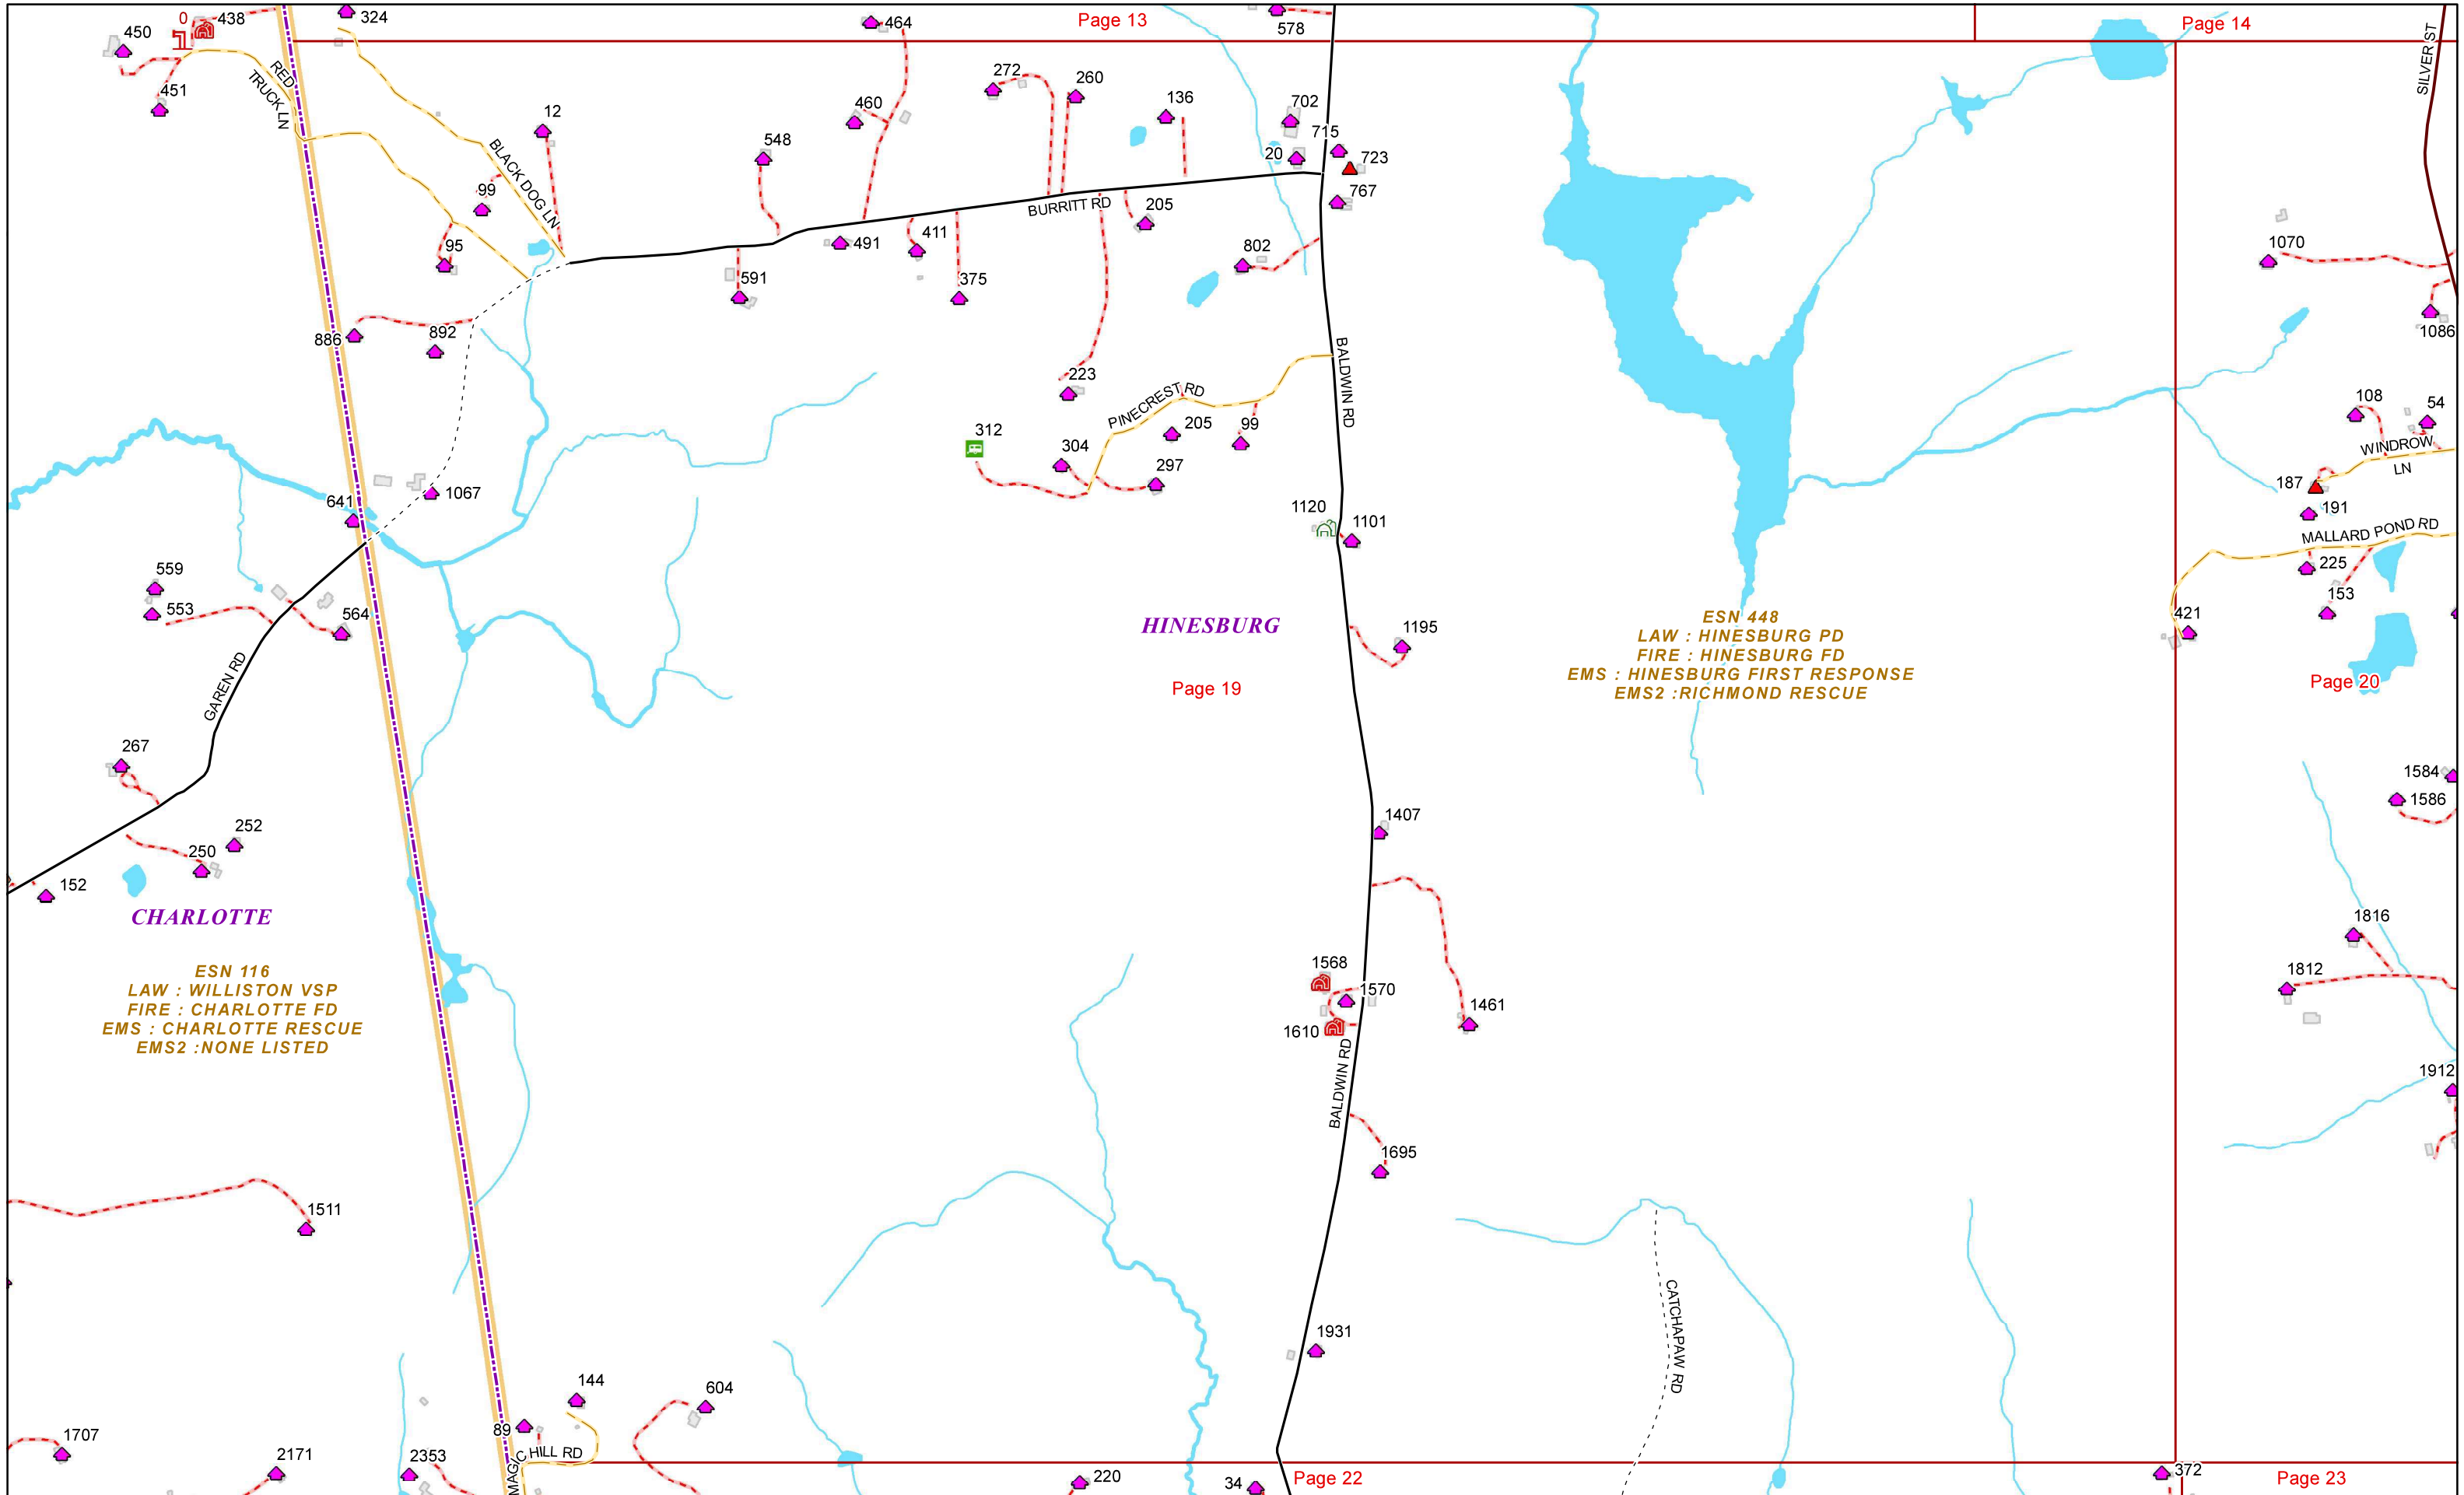 0
438
324
464
Page 13
578
Page 14
450
451
RED
TRUCK LN
SILVER ST
12
BLACK DOG LN
99
95
548
460
272
260
136
702
715
20
723
767
BURRITT RD
205
491
411
591
375
802
1070
1086
886
892
223
PINECREST RD
BALDWIN RD
312
304
205
99
297
108
54
WINDROW
LN
187
191
MALLARD POND RD
225
153
421
1067
641
1120
1101
559
553
564
GAREN RD
HINESBURG
Page 19
1195
ESN 448
LAW : HINESBURG PD
FIRE : HINESBURG FD
EMS : HINESBURG FIRST RESPONSE
EMS2 :RICHMOND RESCUE
Page 20
267
252
250
152
1407
1584
1586
CHARLOTTE
ESN 116
LAW : WILLISTON VSP
FIRE : CHARLOTTE FD
EMS : CHARLOTTE RESCUE
EMS2 :NONE LISTED
1816
1812
1568
1570
1610
1461
BALDWIN RD
1912
1695
1511
CATCHAPAW RD
1931
144
604
89
MAGIC HILL RD
1707
2171
2353
220
34
Page 22
372
Page 23